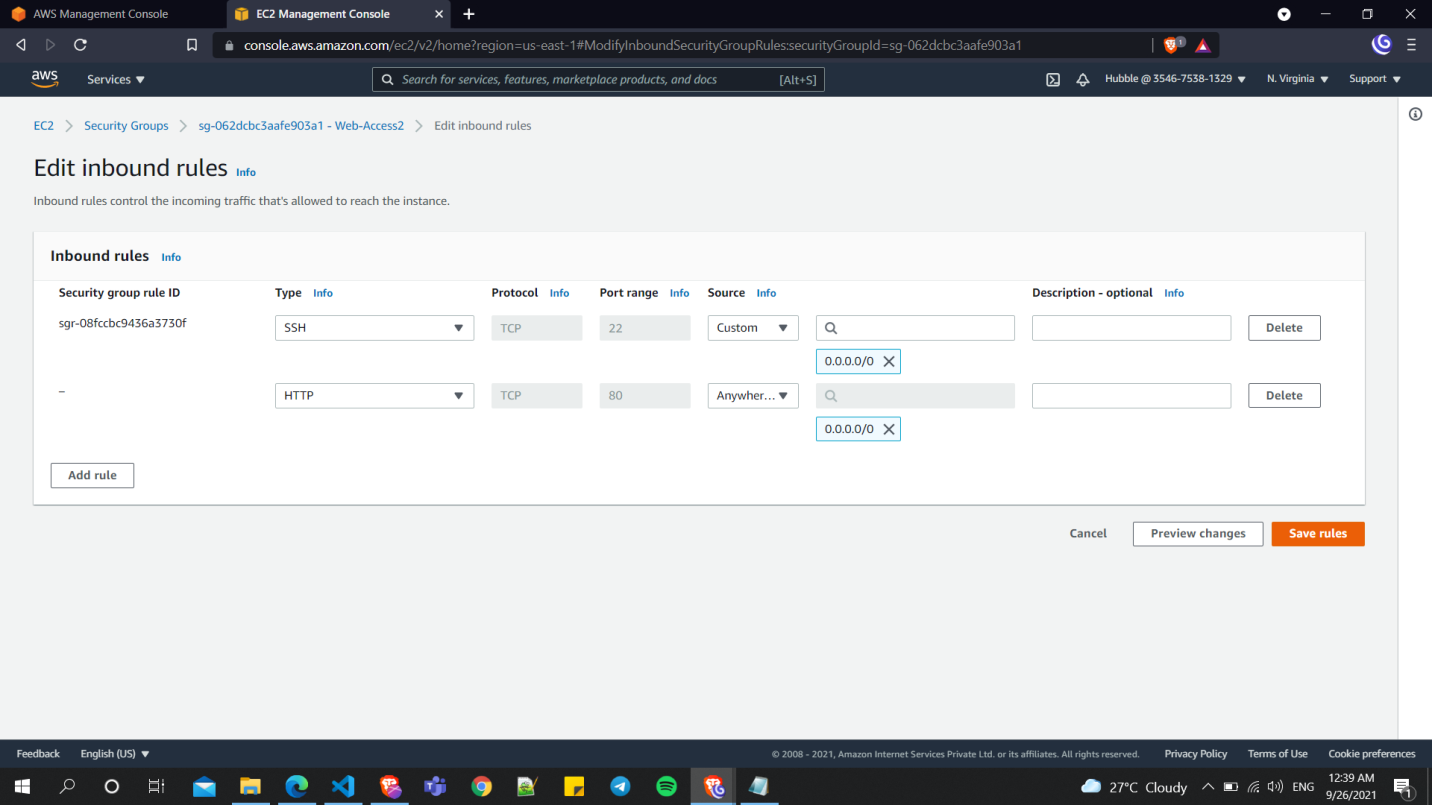 AWS Management Console
EC2 Management Console
console.aws.amazon.com/ec2/v2/home?region=us-east-1#ModifyInboundSecurityGroupRules:securityGroupId=sg-062dcbc3aafe903a1
1
aws
Services
Search for services, features, marketplace products, and docs [Alt+S]
Hubble @ 3546-7538-1329
N. Virginia
Support
EC2 > Security Groups > sg-062dcbc3aafe903a1 - Web-Access2 > Edit inbound rules
Edit inbound rules Info
Inbound rules control the incoming traffic that's allowed to reach the instance.
Inbound rules Info
Security group rule ID Type Info Protocol Info Port range Info Source Info Description - optional Info
sgr-08fccbc9436a3730f SSH TCP 22 Custom Delete
0.0.0.0/0
– HTTP TCP 80 Anywher... Delete
0.0.0.0/0
Add rule
Cancel Preview changes Save rules
Feedback English (US) © 2008 - 2021, Amazon Internet Services Private Ltd. or its affiliates. All rights reserved. Privacy Policy Terms of Use Cookie preferences
27°C Cloudy ENG
12:39 AM
9/26/2021
1